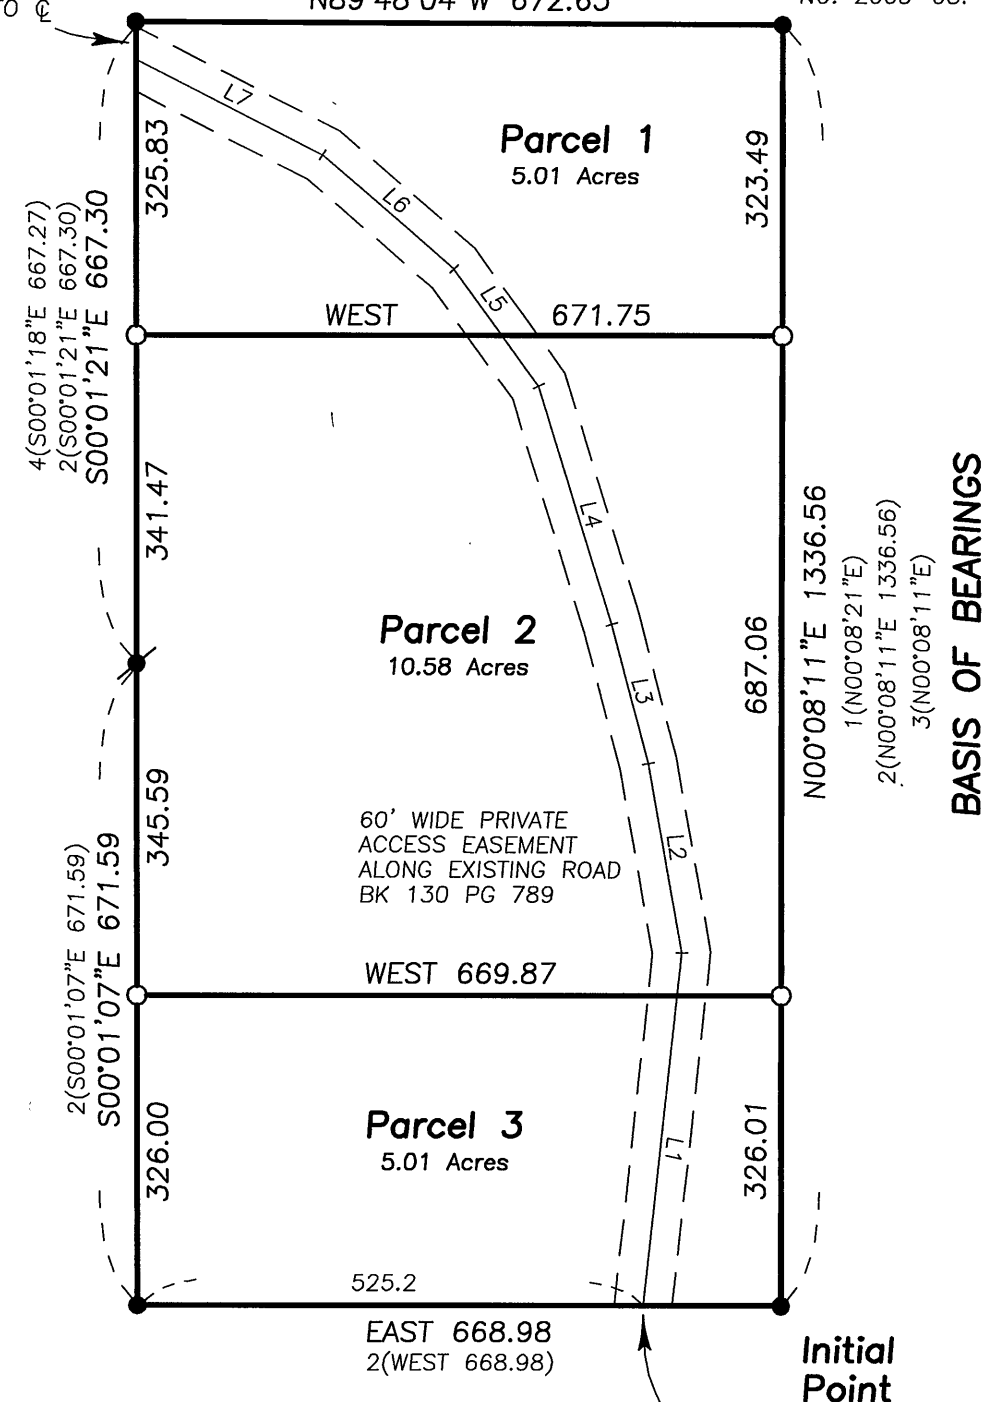 TO ℄
N89°48'04"W 672.65
L7
Parcel 1
5.01 Acres
325.83
323.49
L6
L5
WEST 671.75
4(S00°01'18"E 667.27)
2(S00°01'21"E 667.30)
S00°01'21"E 667.30
341.47
L4
Parcel 2
10.58 Acres
L3
687.06
N00°08'11"E 1336.56
1(N00°08'21"E)
2(N00°08'11"E 1336.56)
3(N00°08'11"E)
BASIS OF BEARINGS
345.59
60' WIDE PRIVATE
ACCESS EASEMENT
ALONG EXISTING ROAD
BK 130 PG 789
L2
2(S00°01'07"E 671.59)
S00°01'07"E 671.59
WEST 669.87
Parcel 3
5.01 Acres
326.00
326.01
L1
525.2
EAST 668.98
2(WEST 668.98)
Initial
Point